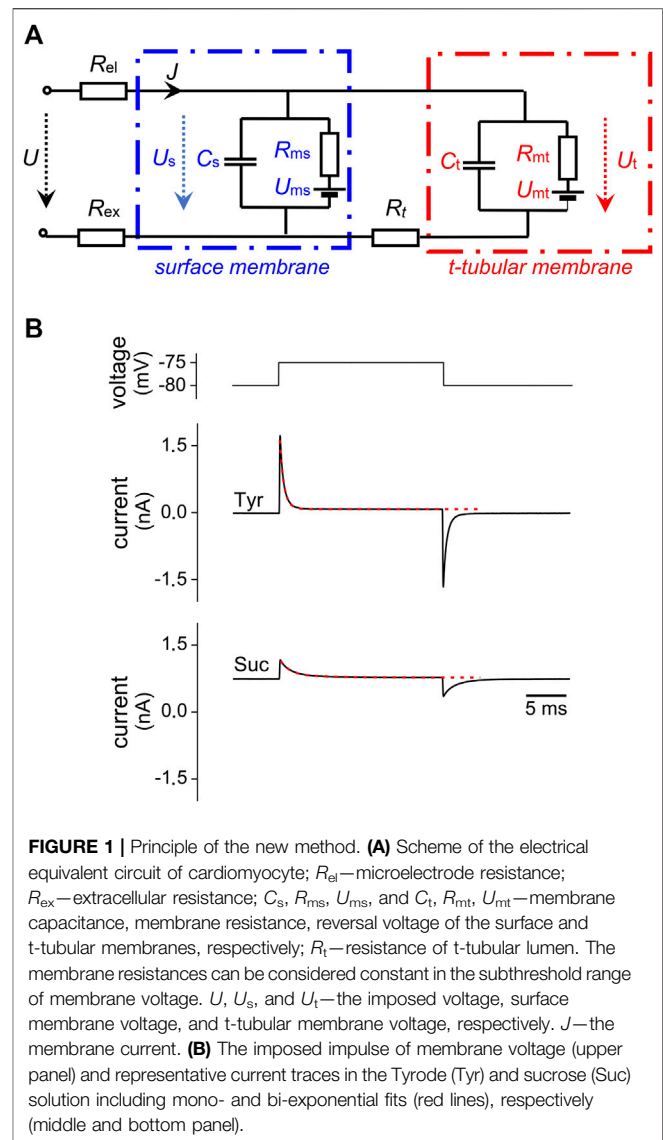 A
Rel
J
U
Us
Cs
Rms
Ums
Ct
Rmt
Umt
Ut
Rex
Rt
surface membrane
t-tubular membrane
B
voltage
(mV)
-75
-80
current
(nA)
1.5
0.0
-1.5
Tyr
current
(nA)
1.5
0.0
-1.5
Suc
5 ms
FIGURE 1 | Principle of the new method. (A) Scheme of the electrical
equivalent circuit of cardiomyocyte; Rel—microelectrode resistance;
Rex—extracellular resistance; Cs, Rms, Ums, and Ct, Rmt, Umt—membrane
capacitance, membrane resistance, reversal voltage of the surface and
t-tubular membranes, respectively; Rt—resistance of t-tubular lumen. The
membrane resistances can be considered constant in the subthreshold range
of membrane voltage. U, Us, and Ut—the imposed voltage, surface
membrane voltage, and t-tubular membrane voltage, respectively. J—the
membrane current. (B) The imposed impulse of membrane voltage (upper
panel) and representative current traces in the Tyrode (Tyr) and sucrose (Suc)
solution including mono- and bi-exponential fits (red lines), respectively
(middle and bottom panel).